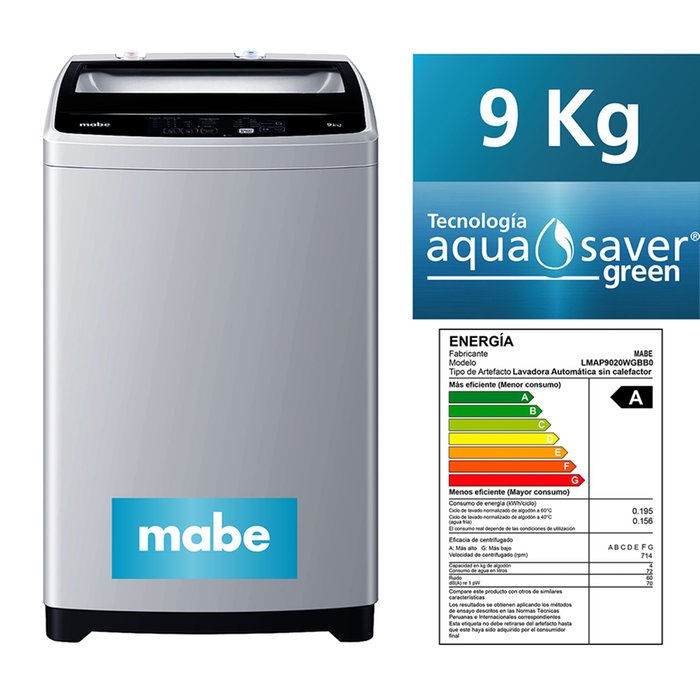 mabe
9 kg
mabe
9 Kg
Tecnología
aqua saver®
green
ENERGÍA
Fabricante MABE
Modelo LMAP9020WGBB0
Tipo de Artefacto Lavadora Automática sin calefactor
Más eficiente (Menor consumo)
A A
B
C
D
E
F
G
Menos eficiente (Mayor consumo)
Consumo de energía (kWh/ciclo)
Ciclo de lavado normalizado de algodón a 60°C 0.195
Ciclo de lavado normalizado de algodón a 40°C 0.156
(agua fría)
El consumo real depende de las condiciones de utilización
Eficacia de centrifugado
A: Más alto G: Más bajo A B C D E F G
Velocidad de centrifugado (rpm) 714
Capacidad en kg de algodón 4
Consumo de agua en litros 72
Ruido 60
dB(A) re 1 pW 70
Compare este producto con otros de similares
características
Los resultados se obtienen aplicando los métodos
de ensayo descritos en las Normas Técnicas
Peruanas e Internacionales correspondientes
Esta etiqueta no debe retirarse del artefacto hasta
que este haya sido adquirido por el consumidor
final